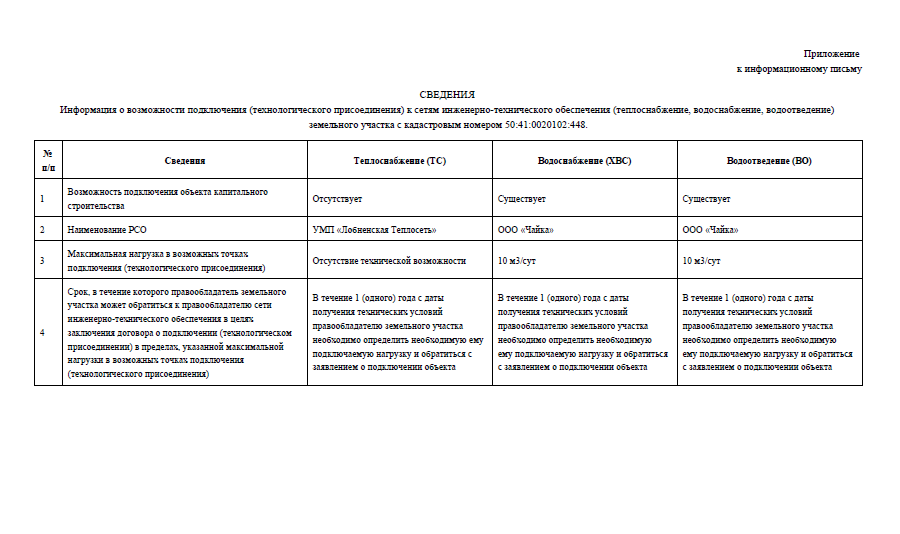 Приложение
к информационному письму
СВЕДЕНИЯ
Информация о возможности подключения (технологического присоединения) к сетям инженерно-технического обеспечения (теплоснабжение, водоснабжение, водоотведение)
земельного участка с кадастровым номером 50:41:0020102:448.
№
п/п
Сведения
Теплоснабжение (ТС)
Водоснабжение (ХВС)
Водоотведение (ВО)
1
Возможность подключения объекта капитального
строительства
Отсутствует
Существует
Существует
2
Наименование РСО
УМП «Лобненская Теплосеть»
ООО «Чайка»
ООО «Чайка»
3
Максимальная нагрузка в возможных точках
подключения (технологического присоединения)
Отсутствие технической возможности
10 м3/сут
10 м3/сут
4
Срок, в течение которого правообладатель земельного
участка может обратиться к правообладателю сети
инженерно-технического обеспечения в целях
заключения договора о подключении (технологическом
присоединении) в пределах, указанной максимальной
нагрузки в возможных точках подключения
(технологического присоединения)
В течение 1 (одного) года с даты
получения технических условий
правообладателю земельного участка
необходимо определить необходимую ему
подключаемую нагрузку и обратиться с
заявлением о подключении объекта
В течение 1 (одного) года с даты
получения технических условий
правообладателю земельного участка
необходимо определить необходимую
ему подключаемую нагрузку и обратиться
с заявлением о подключении объекта
В течение 1 (одного) года с даты
получения технических условий
правообладателю земельного участка
необходимо определить необходимую
ему подключаемую нагрузку и обратиться
с заявлением о подключении объекта